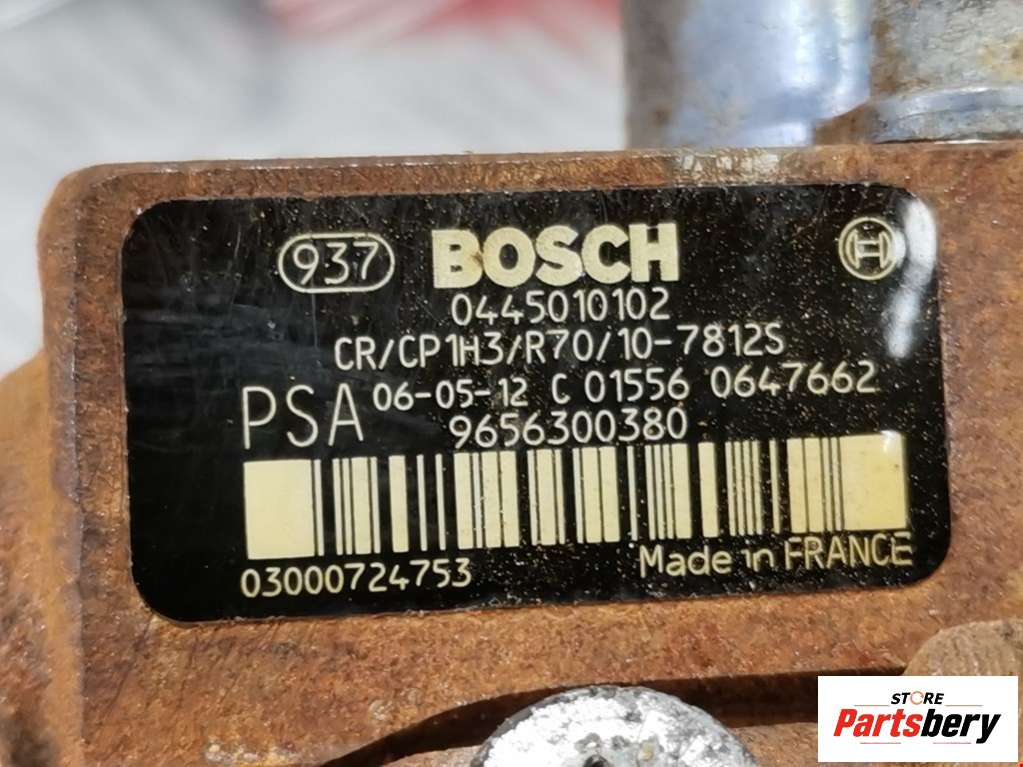 937 BOSCH
0445010102
CR/CP1H3/R70/10-7812S
PSA 06-05-12 C 01556 0647662
9656300380
03000724753 Made in FRANCE
STORE
Partsbery